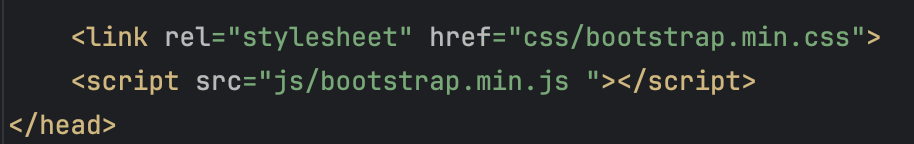 <link rel="stylesheet" href="css/bootstrap.min.css">
<script src="js/bootstrap.min.js "></script>
</head>